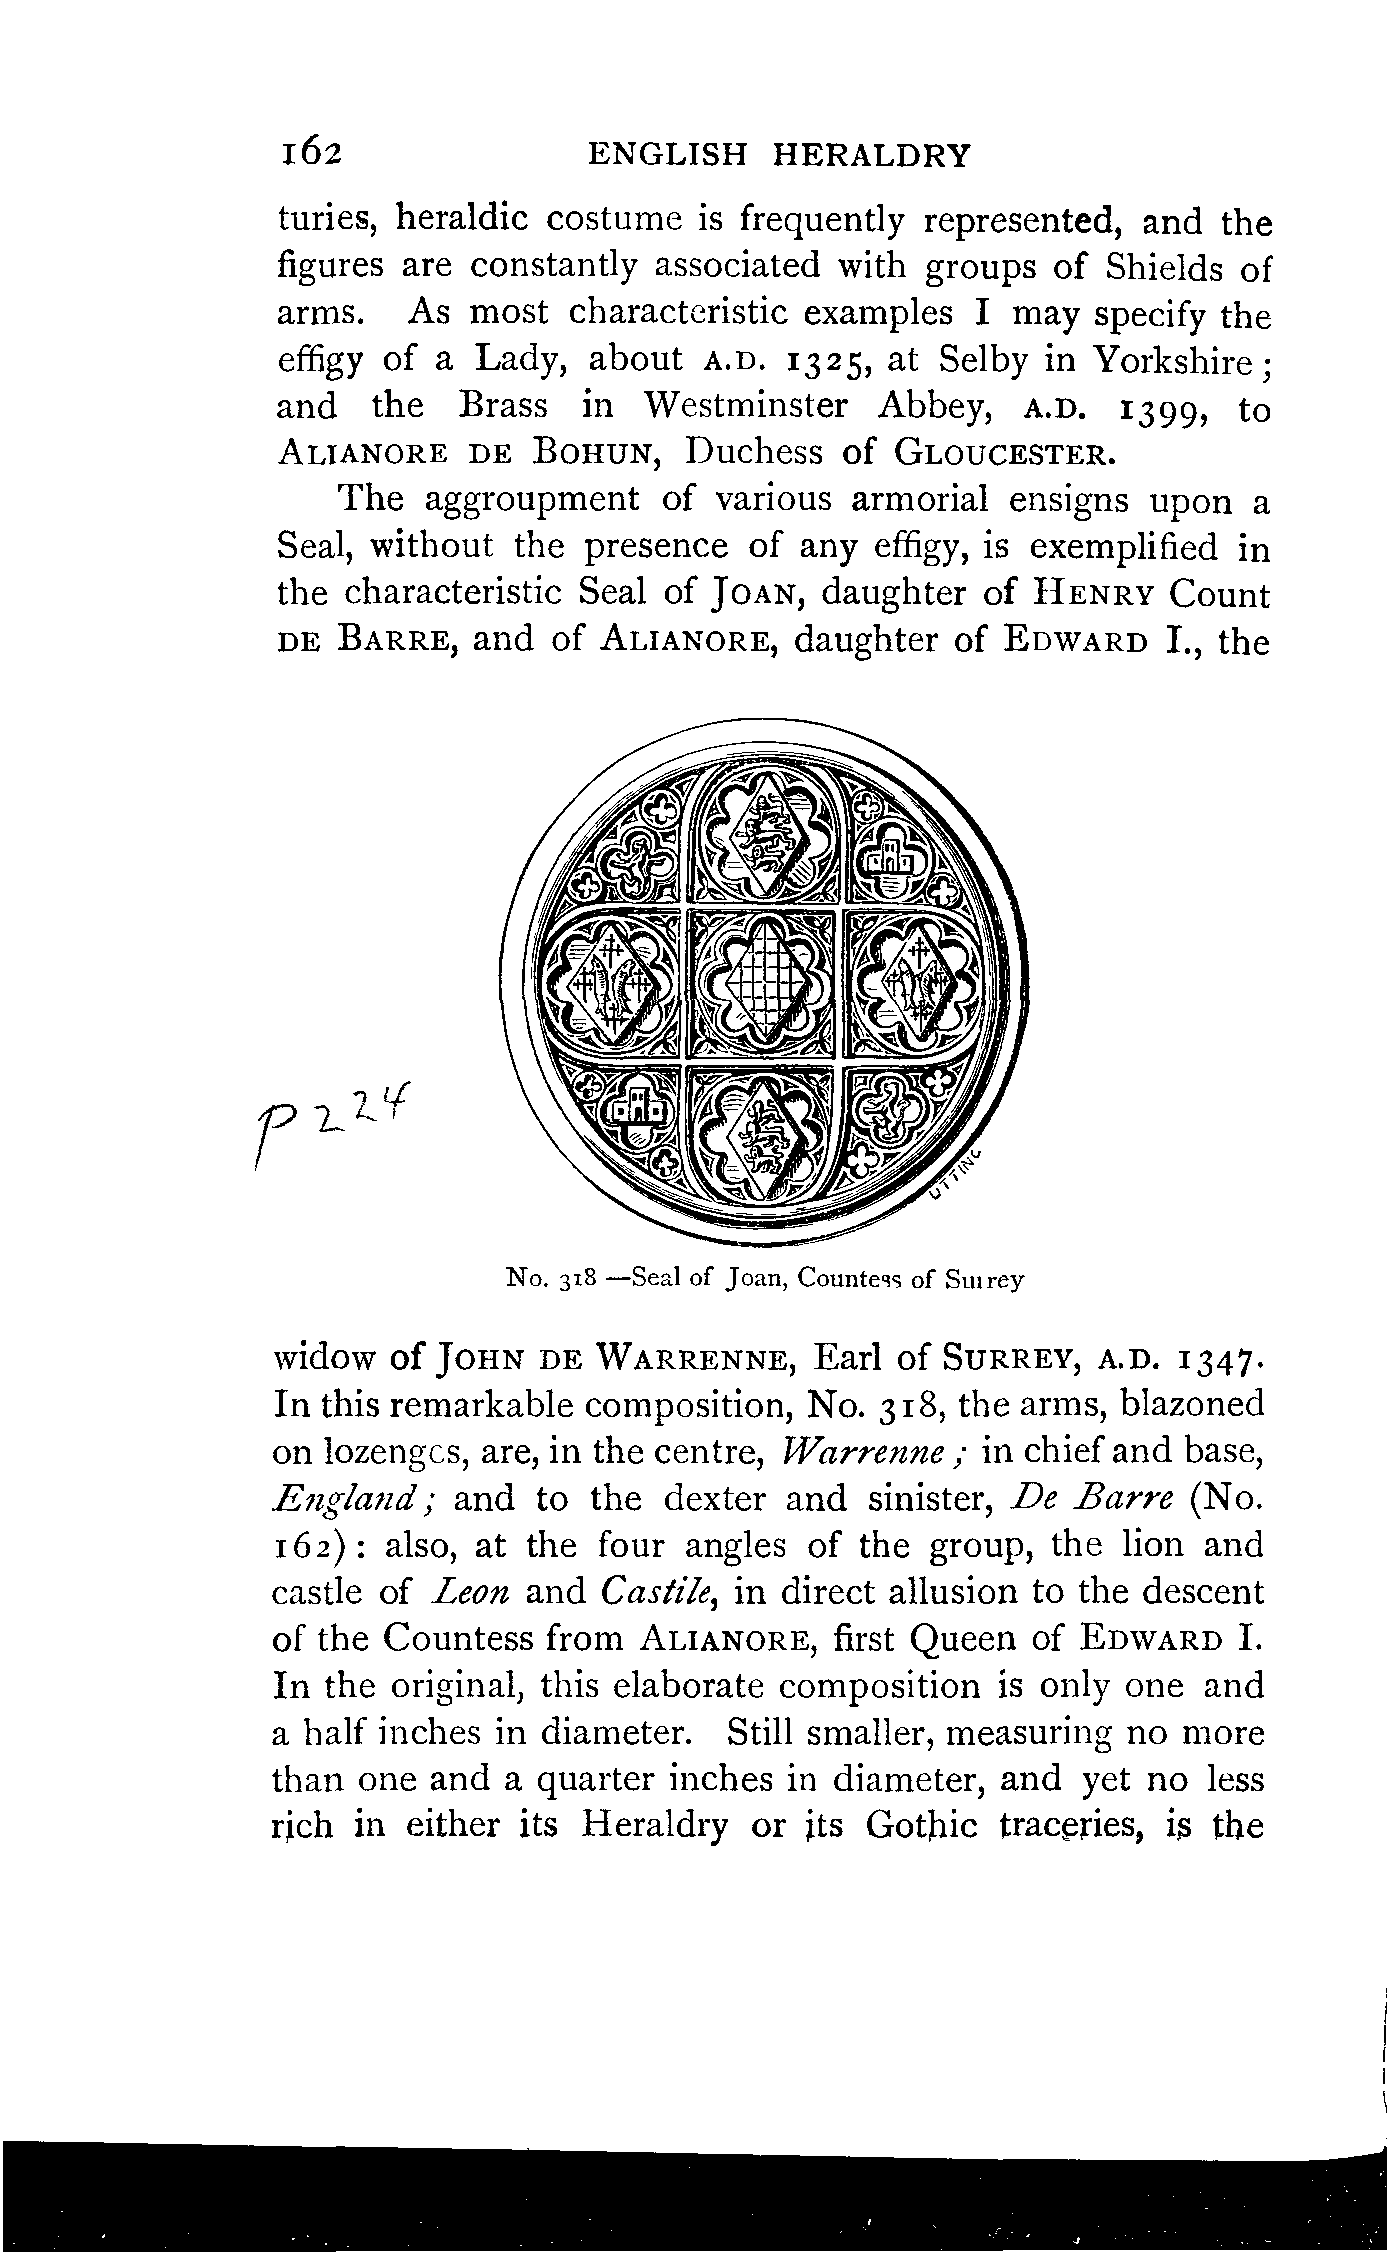 162 ENGLISH HERALDRY
turies, heraldic costume is frequently represented, and the
figures are constantly associated with groups of Shields of
arms. As most characteristic examples I may specify the
effigy of a Lady, about A.D. 1325, at Selby in Yorkshire;
and the Brass in Westminster Abbey, A.D. 1399, to
ALIANORE DE BOHUN, Duchess of GLOUCESTER.
The aggroupment of various armorial ensigns upon a
Seal, without the presence of any effigy, is exemplified in
the characteristic Seal of JOAN, daughter of HENRY Count
DE BARRE, and of ALIANORE, daughter of EDWARD I., the
p 224
UTTING
No. 318 —Seal of Joan, Countess of Surrey
widow of JOHN DE WARRENNE, Earl of SURREY, A.D. 1347.
In this remarkable composition, No. 318, the arms, blazoned
on lozenges, are, in the centre, Warrenne; in chief and base,
England; and to the dexter and sinister, De Barre (No.
162): also, at the four angles of the group, the lion and
castle of Leon and Castile, in direct allusion to the descent
of the Countess from ALIANORE, first Queen of EDWARD I.
In the original, this elaborate composition is only one and
a half inches in diameter. Still smaller, measuring no more
than one and a quarter inches in diameter, and yet no less
rich in either its Heraldry or its Gothic traceries, is the